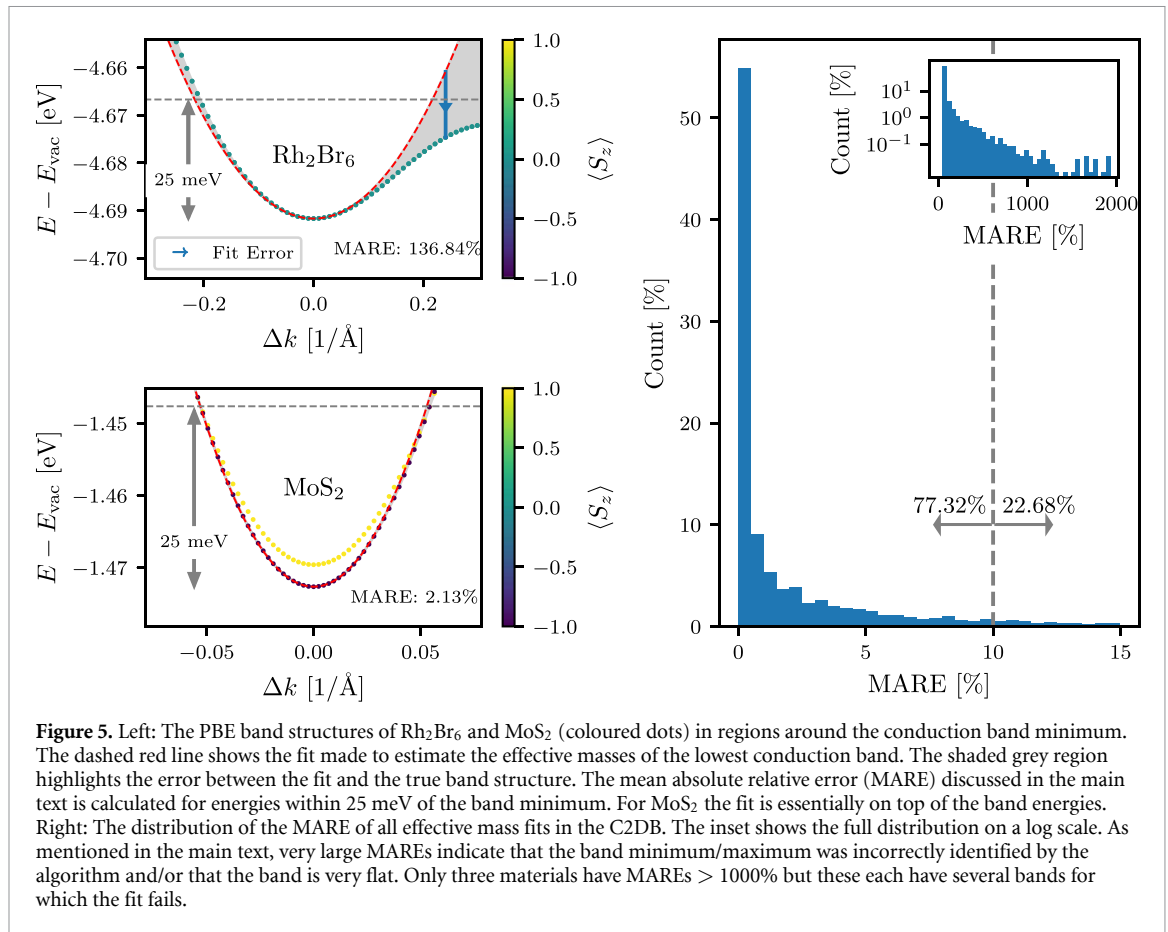 −4.66
−4.67
−4.68
−4.69
−4.70
E − Evac [eV]
25 meV
Rh2Br6
Fit Error
MARE: 136.84%
−0.2
0.0
0.2
Δk [1/Å]
1.0
0.5
0.0
−0.5
−1.0
⟨Sz⟩
−1.45
−1.46
−1.47
E − Evac [eV]
25 meV
MoS2
MARE: 2.13%
−0.05
0.00
0.05
Δk [1/Å]
1.0
0.5
0.0
−0.5
−1.0
⟨Sz⟩
50
40
30
20
10
0
Count [%]
77.32%
22.68%
0
5
10
15
MARE [%]
10^1
10^0
10^−1
Count [%]
0
1000
2000
MARE [%]
Figure 5. Left: The PBE band structures of Rh2Br6 and MoS2 (coloured dots) in regions around the conduction band minimum.
The dashed red line shows the fit made to estimate the effective masses of the lowest conduction band. The shaded grey region
highlights the error between the fit and the true band structure. The mean absolute relative error (MARE) discussed in the main
text is calculated for energies within 25 meV of the band minimum. For MoS2 the fit is essentially on top of the band energies.
Right: The distribution of the MARE of all effective mass fits in the C2DB. The inset shows the full distribution on a log scale. As
mentioned in the main text, very large MAREs indicate that the band minimum/maximum was incorrectly identified by the
algorithm and/or that the band is very flat. Only three materials have MAREs > 1000% but these each have several bands for
which the fit fails.